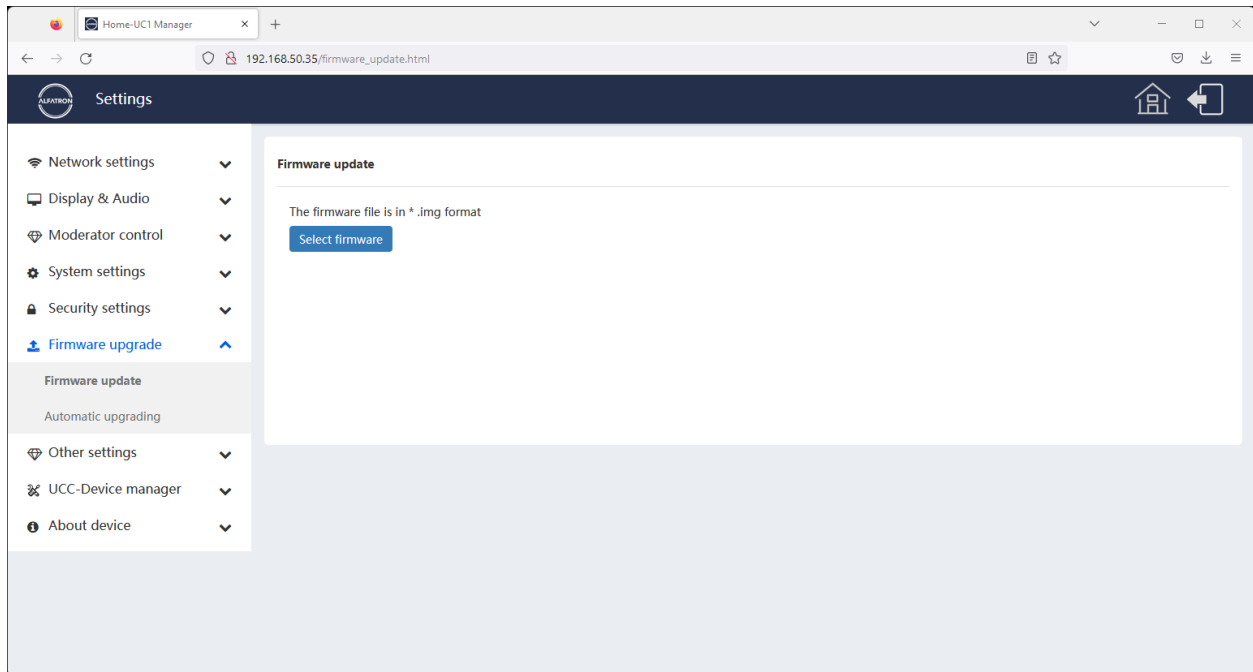 Home-UC1 Manager
192.168.50.35/firmware_update.html
ALFATRON
Settings
Network settings
Display & Audio
Moderator control
System settings
Security settings
Firmware upgrade
Firmware update
Automatic upgrading
Other settings
UCC-Device manager
About device
Firmware update
The firmware file is in * .img format
Select firmware